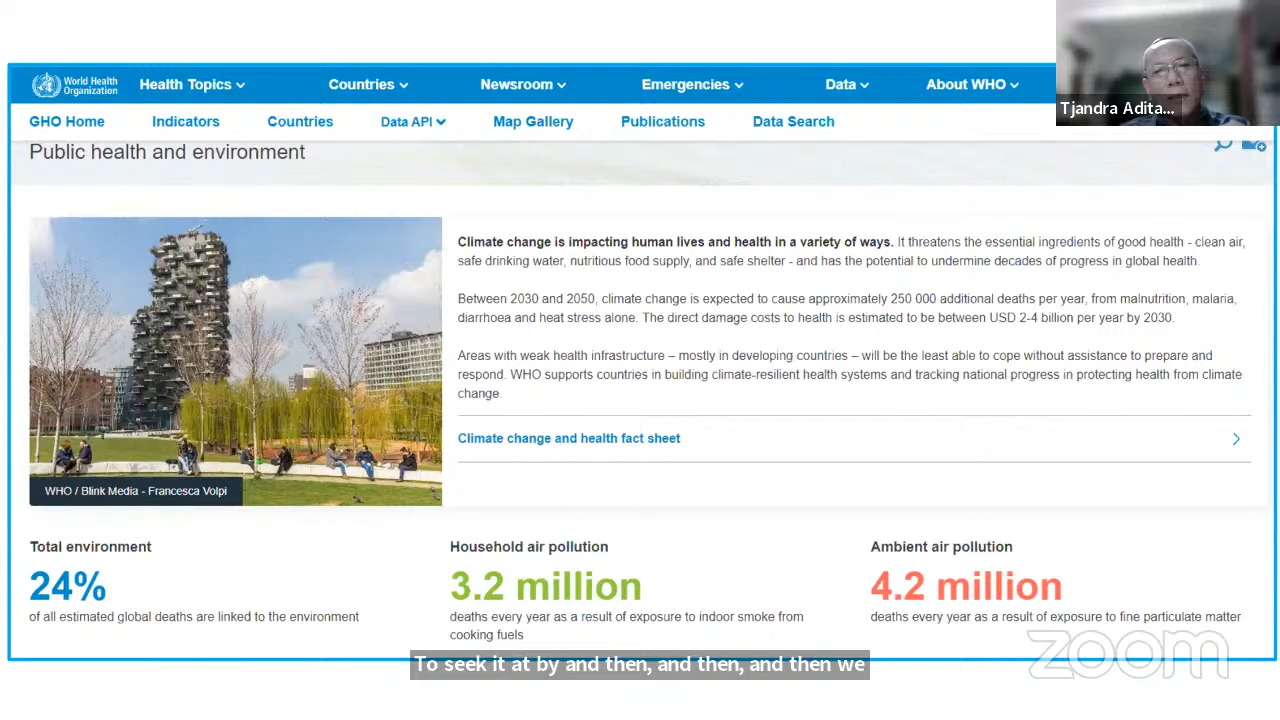 World Health
Organization
Health Topics
Countries
Newsroom
Emergencies
Data
About WHO
Tjandra Adita...
GHO Home
Indicators
Countries
Data API
Map Gallery
Publications
Data Search
Public health and environment
Climate change is impacting human lives and health in a variety of ways. It threatens the essential ingredients of good health - clean air,
safe drinking water, nutritious food supply, and safe shelter - and has the potential to undermine decades of progress in global health.
Between 2030 and 2050, climate change is expected to cause approximately 250 000 additional deaths per year, from malnutrition, malaria,
diarrhoea and heat stress alone. The direct damage costs to health is estimated to be between USD 2-4 billion per year by 2030.
Areas with weak health infrastructure – mostly in developing countries – will be the least able to cope without assistance to prepare and
respond. WHO supports countries in building climate-resilient health systems and tracking national progress in protecting health from climate
change.
Climate change and health fact sheet
WHO / Blink Media - Francesca Volpi
Total environment
24%
of all estimated global deaths are linked to the environment
Household air pollution
3.2 million
deaths every year as a result of exposure to indoor smoke from
cooking fuels
Ambient air pollution
4.2 million
deaths every year as a result of exposure to fine particulate matter
zoom
To seek it at by and then, and then, and then we